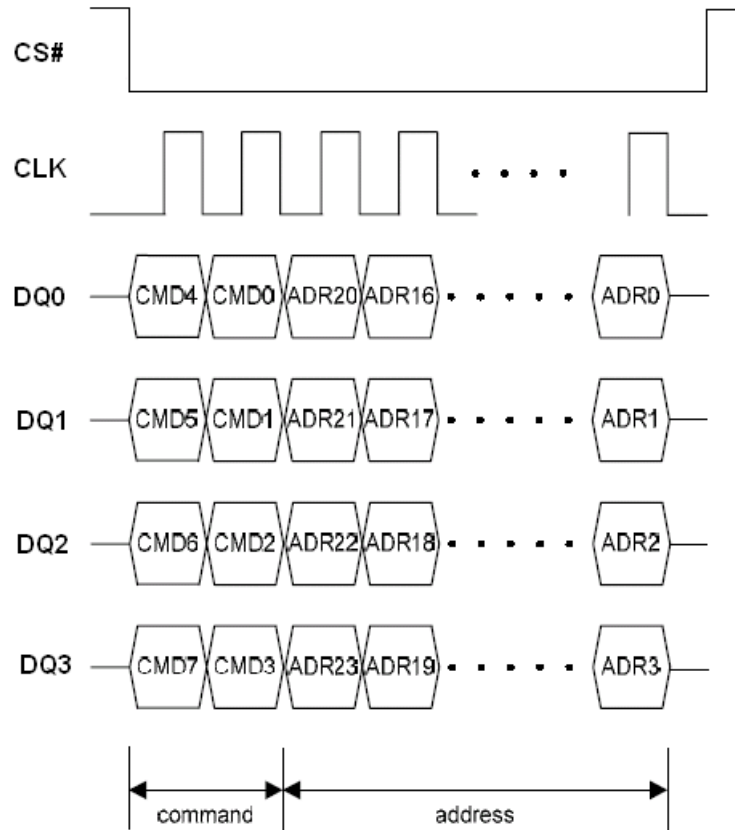 CS#
CLK
DQ0 CMD4 CMD0 ADR20 ADR16 ADR0
DQ1 CMD5 CMD1 ADR21 ADR17 ADR1
DQ2 CMD6 CMD2 ADR22 ADR18 ADR2
DQ3 CMD7 CMD3 ADR23 ADR19 ADR3
command address